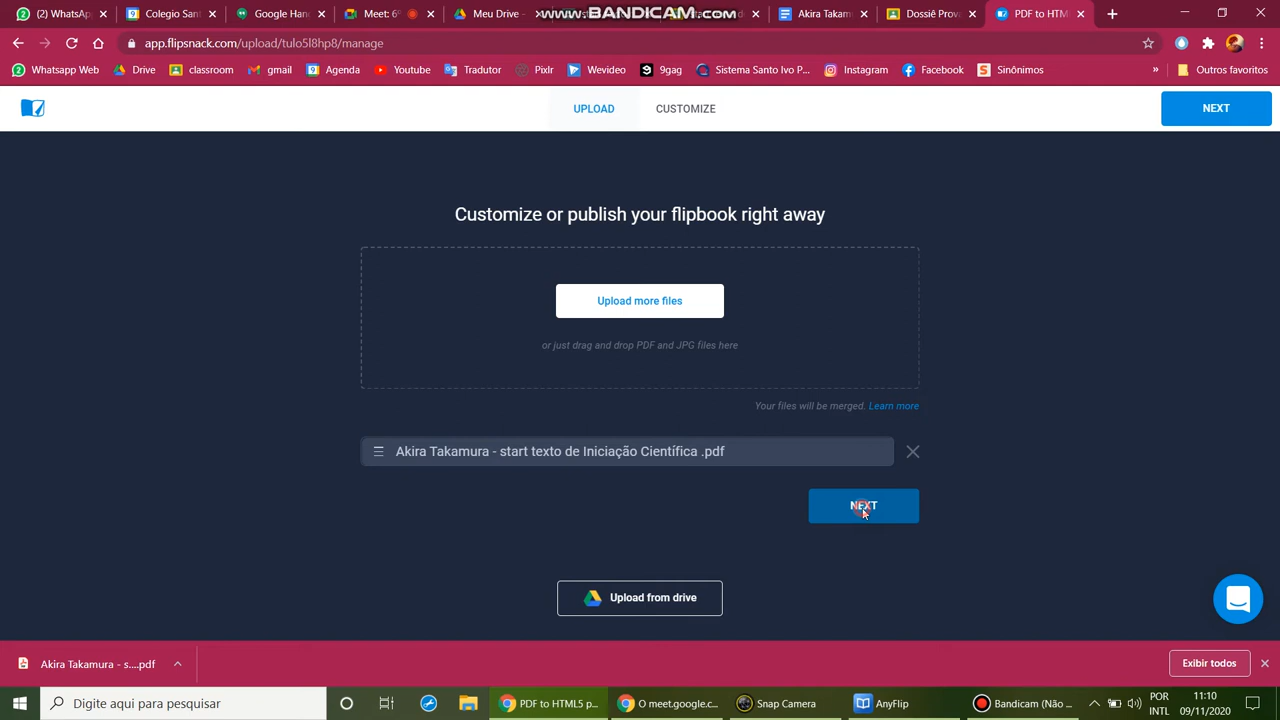 (2) WhatsA
Colegio Sant
Google Han
Meet: 6º
Meu Drive -
www.BANDICAM.com
Akira Takam
Dossiê Prova
PDF to HTM
app.flipsnack.com/upload/tulo5l8hp8/manage
Whatsapp Web
Drive
classroom
gmail
Agenda
Youtube
Tradutor
Pixlr
Wevideo
9gag
Sistema Santo Ivo P...
Instagram
Facebook
Sinônimos
»
Outros favoritos
UPLOAD
CUSTOMIZE
NEXT
Customize or publish your flipbook right away
Upload more files
or just drag and drop PDF and JPG files here
Your files will be merged. Learn more
Akira Takamura - start texto de Iniciação Científica .pdf
NEXT
Upload from drive
Akira Takamura - s....pdf
Exibir todos
Digite aqui para pesquisar
PDF to HTML5 p...
O meet.google.c...
Snap Camera
AnyFlip
Bandicam (Não ...
POR
INTL
11:10
09/11/2020